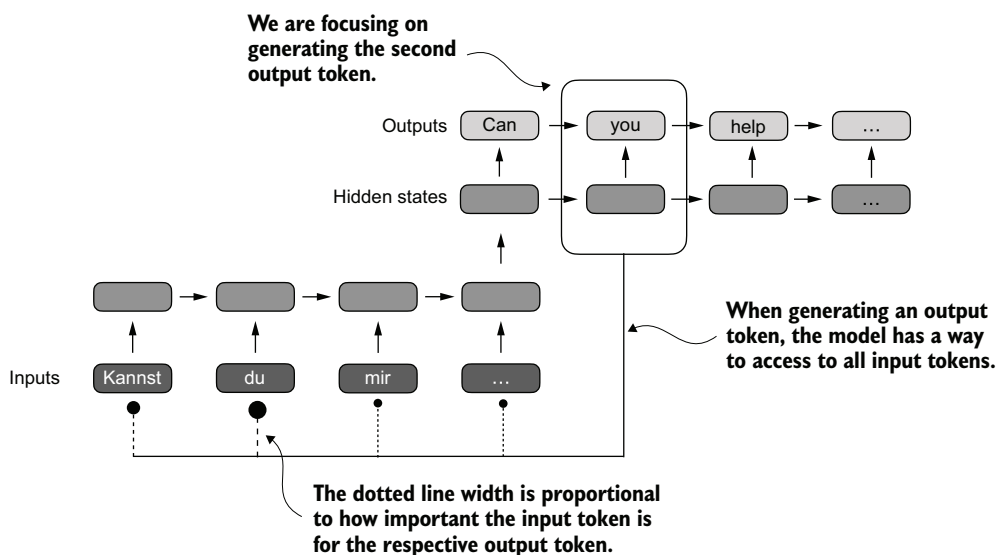 We are focusing on
generating the second
output token.
Outputs
Can
you
help
...
Hidden states
...
When generating an output
token, the model has a way
to access to all input tokens.
Inputs
Kannst
du
mir
...
The dotted line width is proportional
to how important the input token is
for the respective output token.